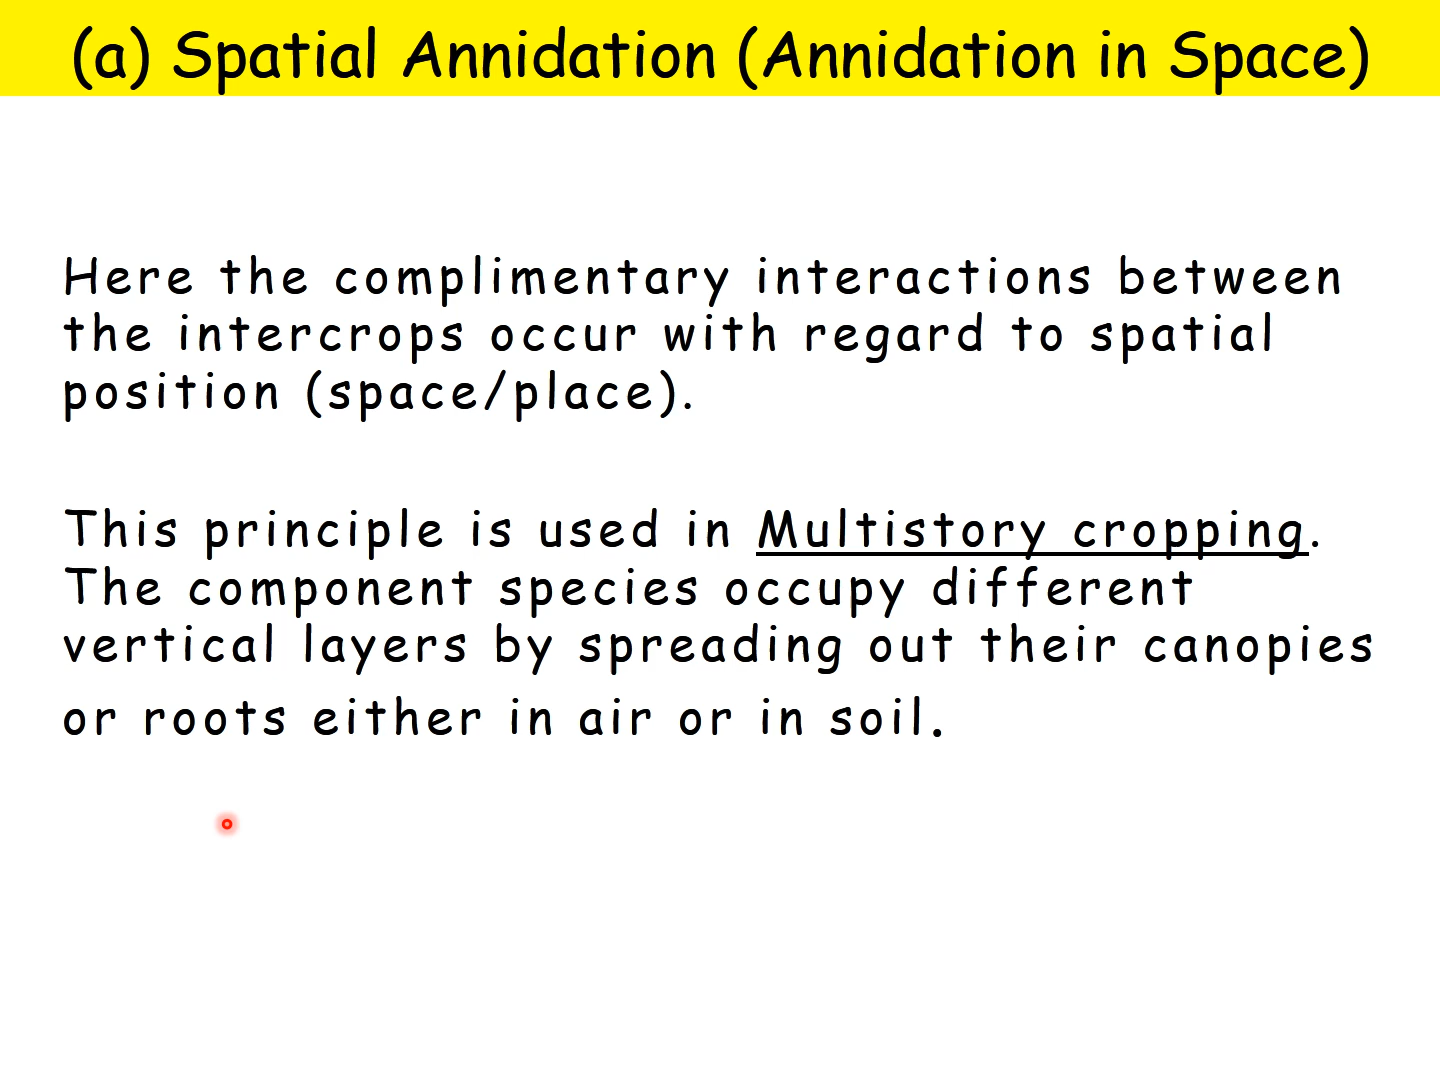 (a) Spatial Annidation (Annidation in Space)
Here the complimentary interactions between
the intercrops occur with regard to spatial
position (space/place).
This principle is used in Multistory cropping.
The component species occupy different
vertical layers by spreading out their canopies
or roots either in air or in soil.